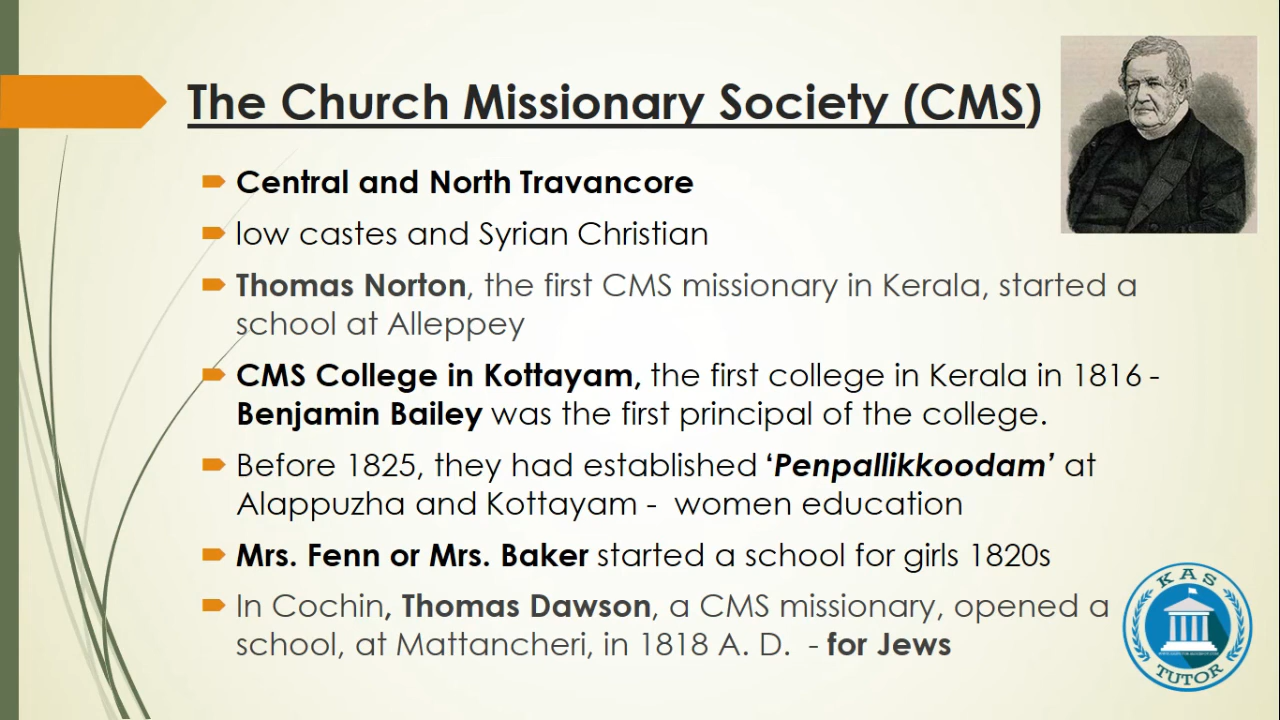 The Church Missionary Society (CMS)
Central and North Travancore
low castes and Syrian Christian
Thomas Norton, the first CMS missionary in Kerala, started a
school at Alleppey
CMS College in Kottayam, the first college in Kerala in 1816 -
Benjamin Bailey was the first principal of the college.
Before 1825, they had established ‘Penpallikkoodam’ at
Alappuzha and Kottayam - women education
Mrs. Fenn or Mrs. Baker started a school for girls 1820s
In Cochin, Thomas Dawson, a CMS missionary, opened a
school, at Mattancheri, in 1818 A. D. - for Jews
KAS
TUTOR